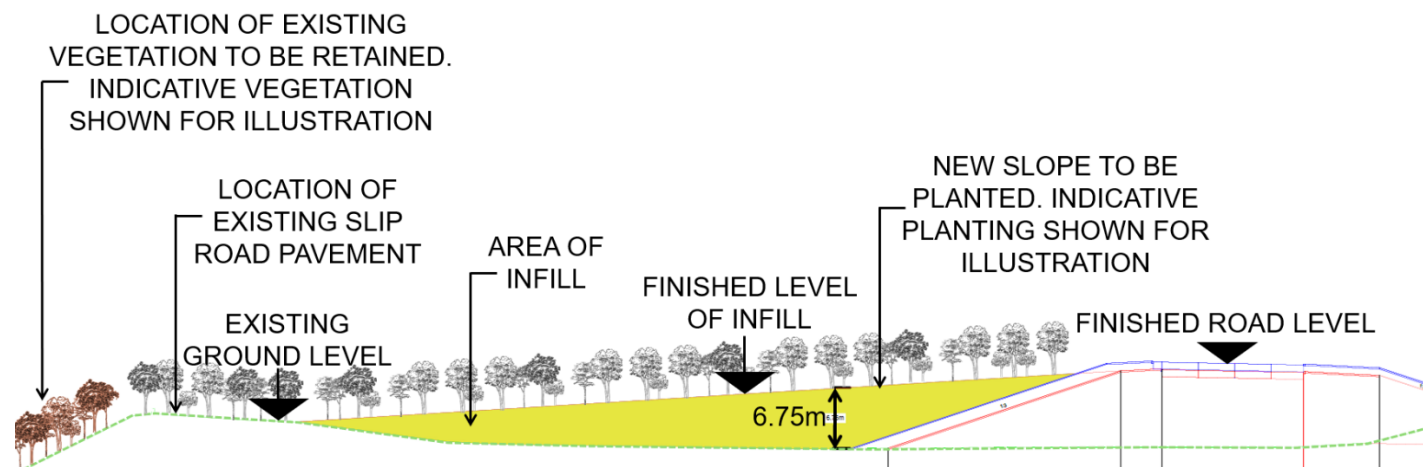 LOCATION OF EXISTING
VEGETATION TO BE RETAINED.
INDICATIVE VEGETATION
SHOWN FOR ILLUSTRATION
LOCATION OF
EXISTING SLIP
ROAD PAVEMENT
EXISTING
GROUND LEVEL
AREA OF
INFILL
FINISHED LEVEL
OF INFILL
NEW SLOPE TO BE
PLANTED. INDICATIVE
PLANTING SHOWN FOR
ILLUSTRATION
FINISHED ROAD LEVEL
6.75m